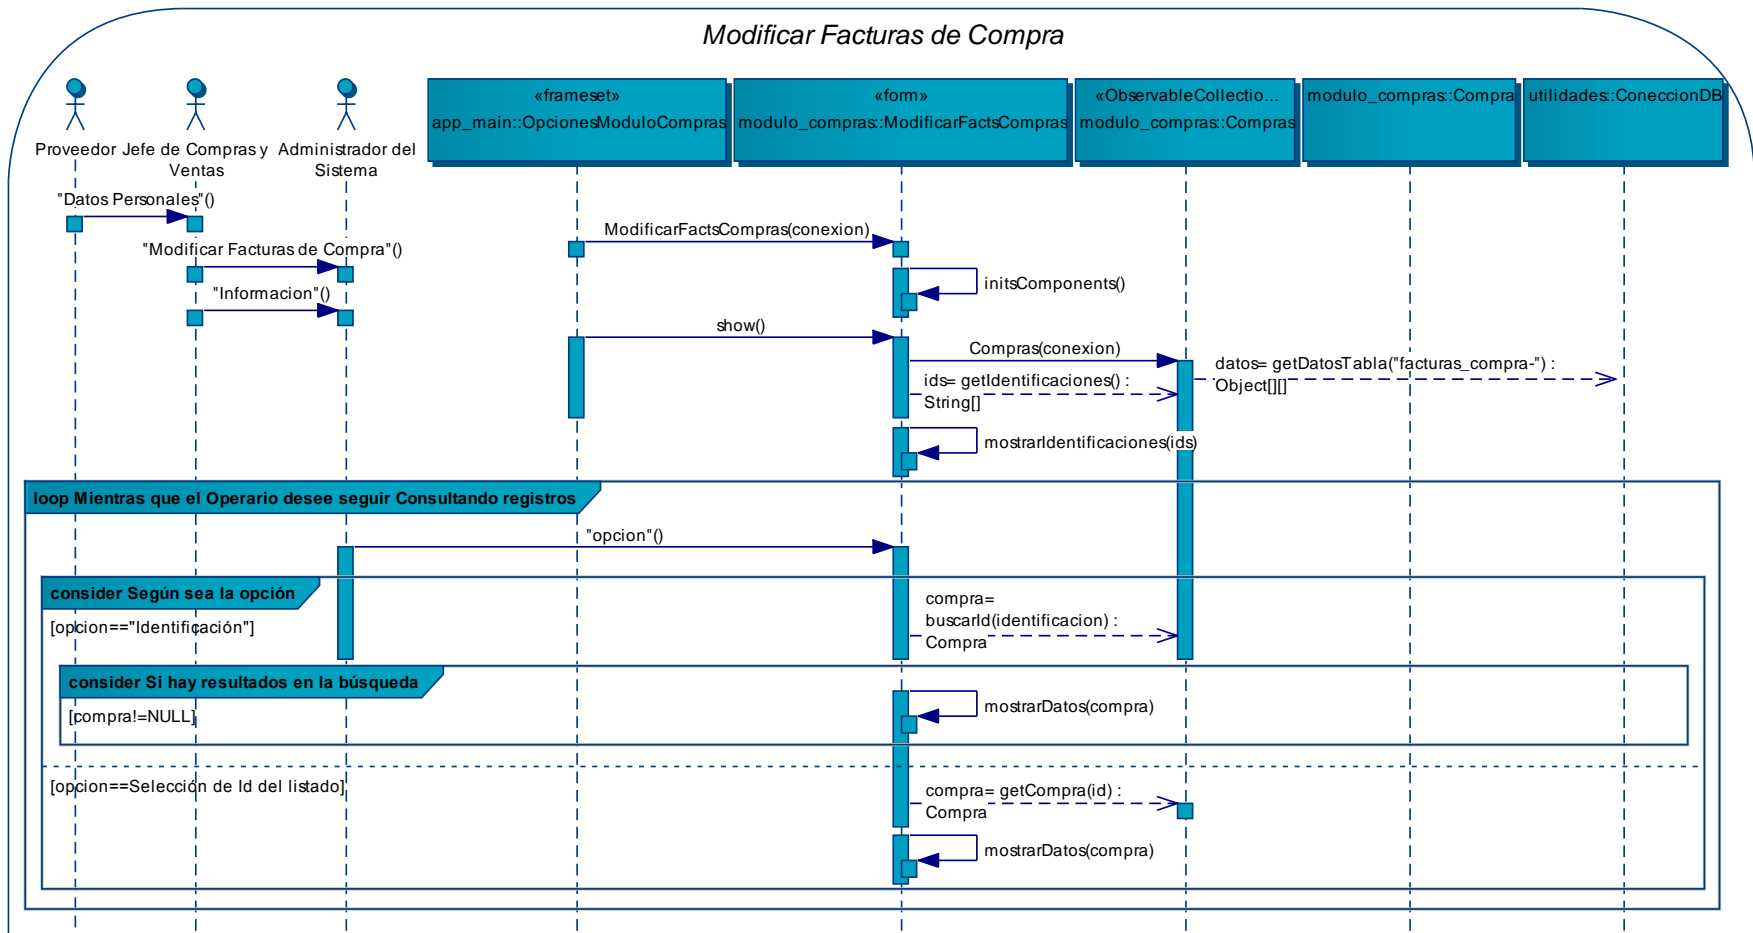 Modificar Facturas de Compra
Proveedor
Jefe de Compras y
Ventas
Administrador del
Sistema
«frameset»
app_main::OpcionesModuloCompras
«form»
modulo_compras::ModificarFactsCompras
«ObservableCollectio...
modulo_compras::Compras
modulo_compras::Compra
utilidades::ConeccionDB
"Datos Personales"()
ModificarFactsCompras(conexion)
"Modificar Facturas de Compra"()
initsComponents()
"Informacion"()
show()
Compras(conexion)
datos= getDatosTabla("facturas_compra-") :
Object[][]
ids= getIdentificaciones() :
String[]
mostrarIdentificaciones(ids)
loop Mientras que el Operario desee seguir Consultando registros
"opcion"()
consider Según sea la opción
[opcion=="Identificación"]
compra=
buscarId(identificacion) :
Compra
consider Si hay resultados en la búsqueda
[compra!=NULL]
mostrarDatos(compra)
[opcion==Selección de Id del listado]
compra= getCompra(id) :
Compra
mostrarDatos(compra)